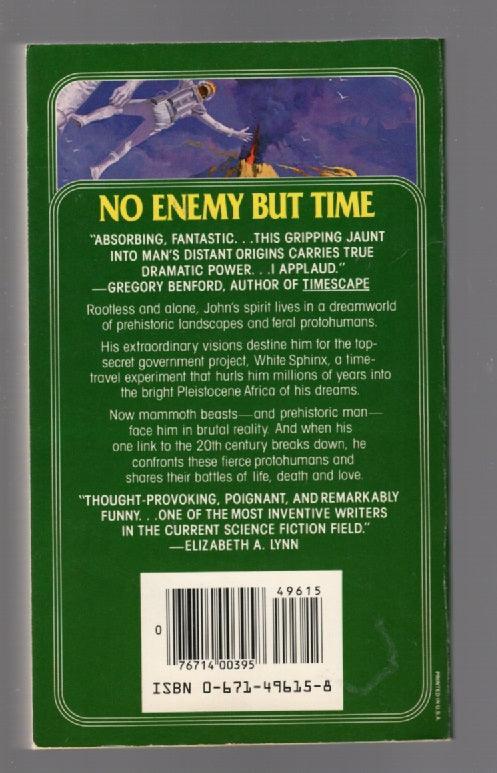 NO ENEMY BUT TIME
"ABSORBING, FANTASTIC. . .THIS GRIPPING JAUNT
INTO MAN'S DISTANT ORIGINS CARRIES TRUE
DRAMATIC POWER. . .I APPLAUD."
—GREGORY BENFORD, AUTHOR OF TIMESCAPE
Rootless and alone, John's spirit lives in a dreamworld
of prehistoric landscapes and feral protohumans.
His extraordinary visions destine him for the top-
secret government project, White Sphinx, a time-
travel experiment that hurls him millions of years into
the bright Pleistocene Africa of his dreams.
Now mammoth beasts—and prehistoric man—
face him in brutal reality. And when his
one link to the 20th century breaks down, he
confronts these fierce protohumans and
shares their battles of life, death and love.
"THOUGHT-PROVOKING, POIGNANT, AND REMARKABLY
FUNNY. . .ONE OF THE MOST INVENTIVE WRITERS
IN THE CURRENT SCIENCE FICTION FIELD."
—ELIZABETH A. LYNN
49615
0
76714 00395
ISBN 0-671-49615-8
PRINTED IN U.S.A.